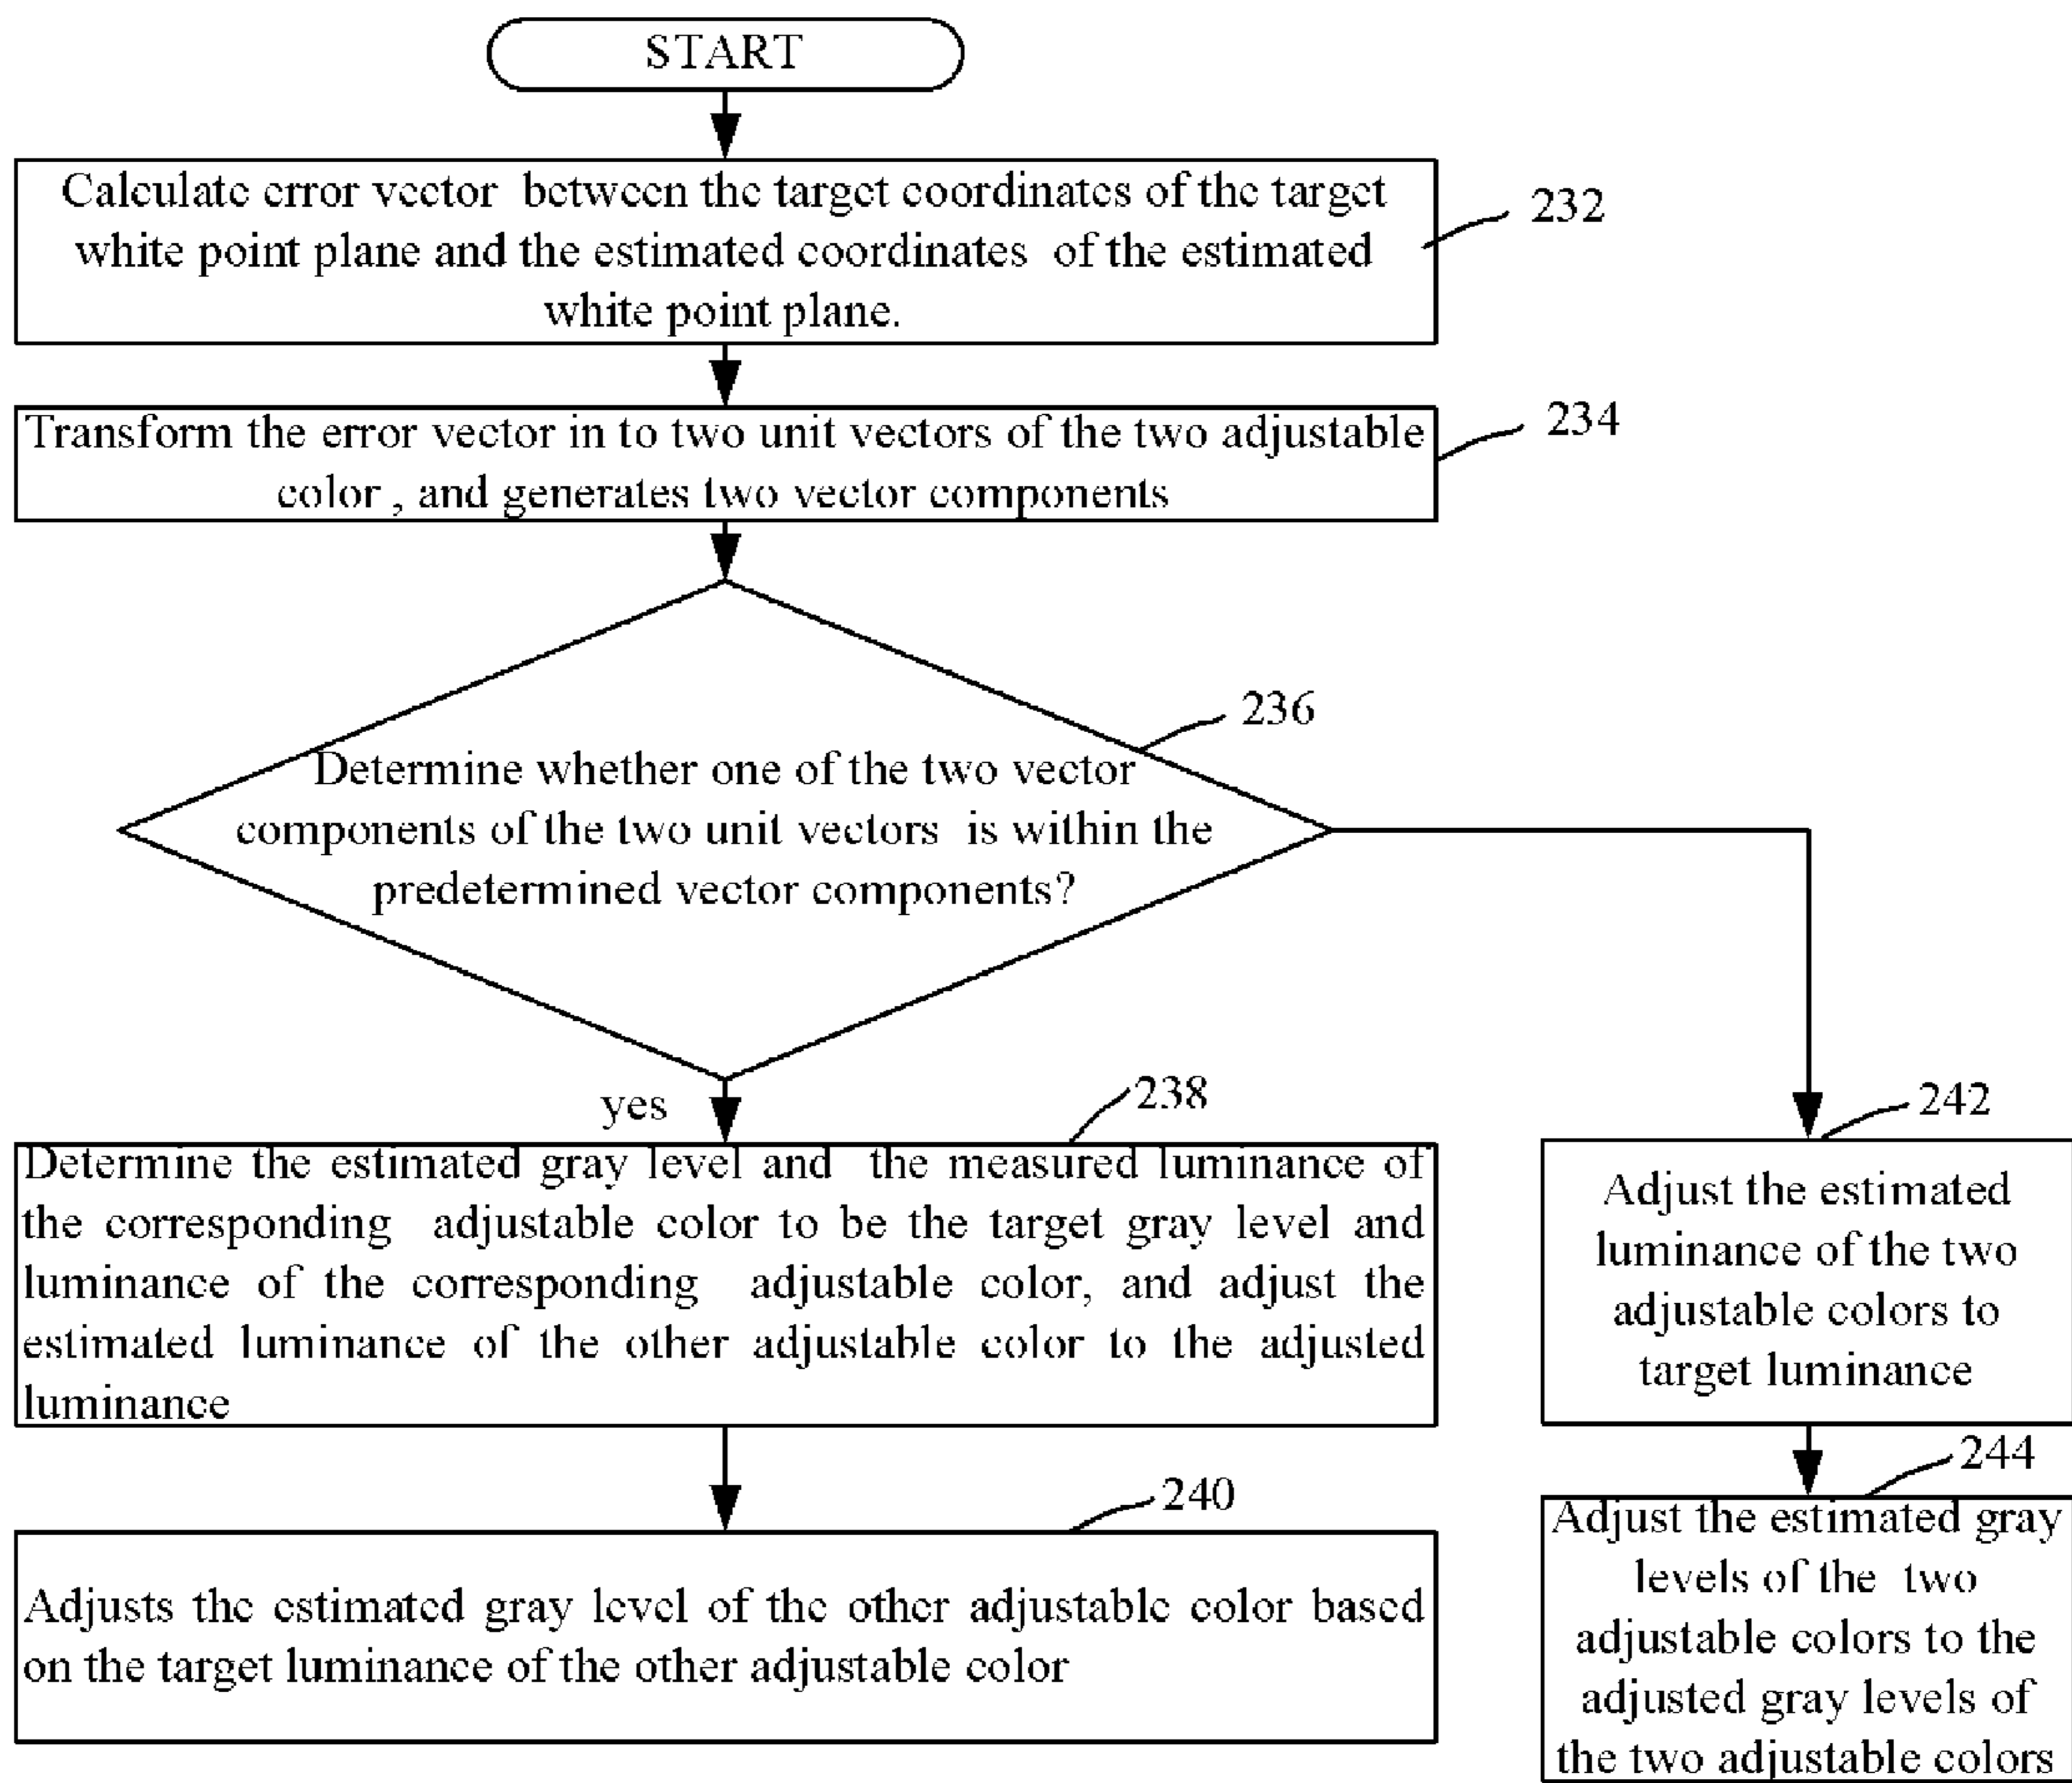 START
Calculate error vector between the target coordinates of the target
white point plane and the estimated coordinates of the estimated
white point plane.
232
Transform the error vector in to two unit vectors of the two adjustable
color , and generates two vector components
234
236
Determine whether one of the two vector
components of the two unit vectors is within the
predetermined vector components?
yes
238
Determine the estimated gray level and the measured luminance of
the corresponding adjustable color to be the target gray level and
luminance of the corresponding adjustable color, and adjust the
estimated luminance of the other adjustable color to the adjusted
luminance
240
Adjusts the estimated gray level of the other adjustable color based
on the target luminance of the other adjustable color
242
Adjust the estimated
luminance of the two
adjustable colors to
target luminance
244
Adjust the estimated gray
levels of the two
adjustable colors to the
adjusted gray levels of
the two adjustable colors